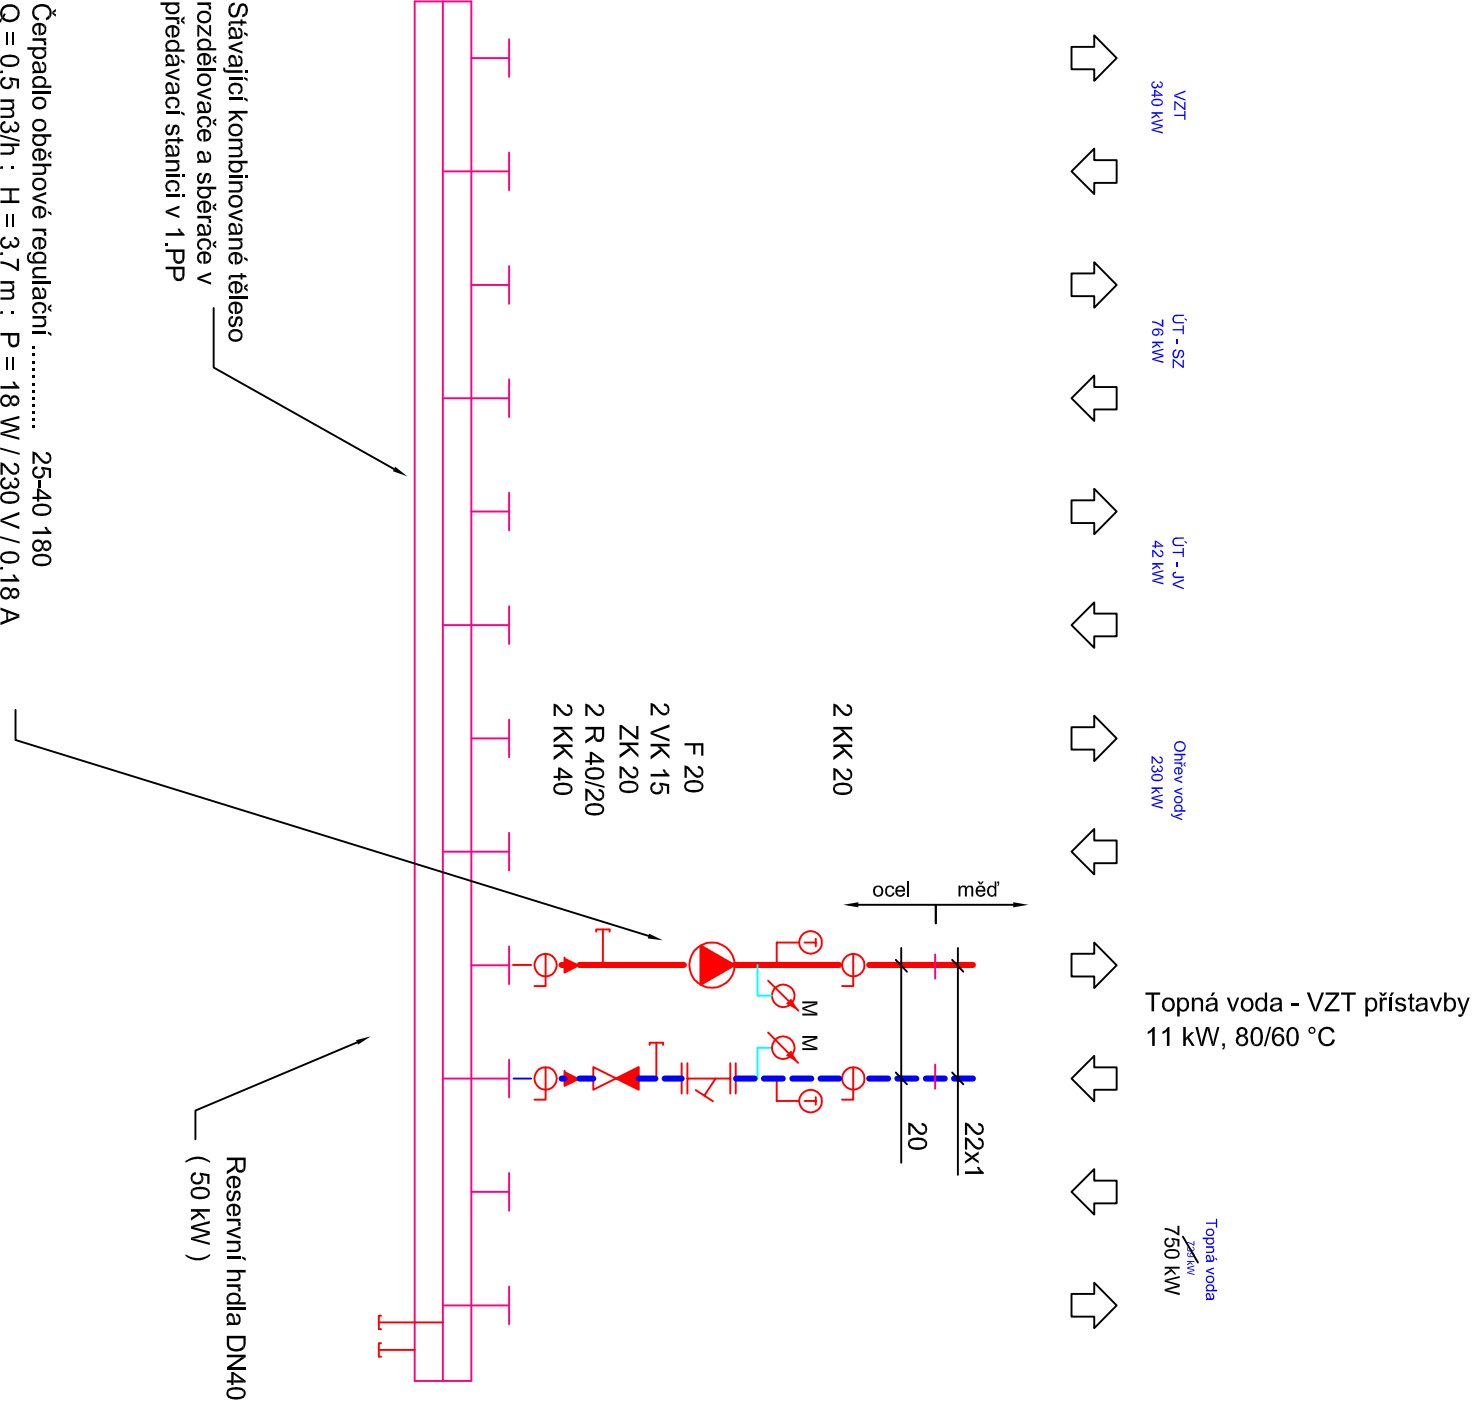 VZT
340 kW
ÚT - SZ
76 kW
ÚT - JV
42 kW
Ohřev vody
230 kW
Topná voda - VZT přístavby
11 kW, 80/60 °C
Topná voda
739 kW
750 kW
ocel
měď
22x1
20
2 KK 20
F 20
2 VK 15
ZK 20
2 R 40/20
2 KK 40
T
M
M
T
Reservní hrdla DN40
( 50 kW )
Stávající kombinované těleso
rozdělovače a sběrače v
předávací stanici v 1.PP
Čerpadlo oběhové regulační ............ 25-40 180
Q = 0.5 m3/h : H = 3.7 m : P = 18 W / 230 V / 0.18 A